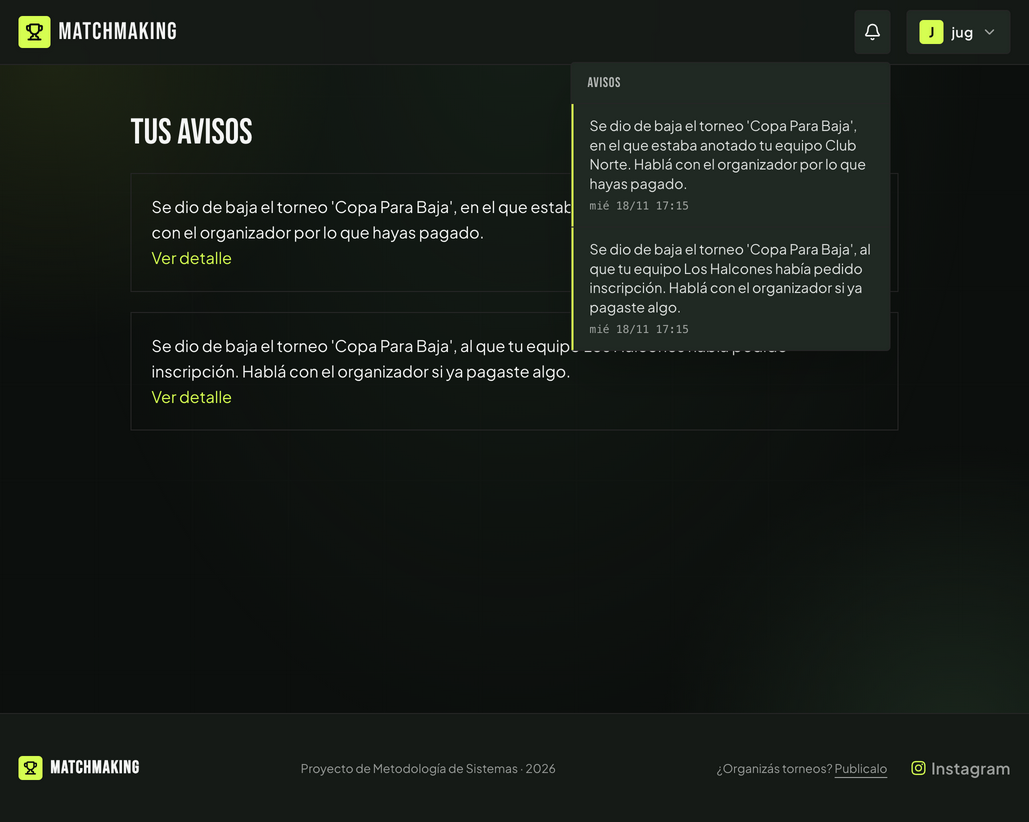 MATCHMAKING
J jug
AVISOS
Se dio de baja el torneo 'Copa Para Baja',
en el que estaba anotado tu equipo Club
Norte. Hablá con el organizador por lo que
hayas pagado.
mié 18/11 17:15
Se dio de baja el torneo 'Copa Para Baja', al
que tu equipo Los Halcones había pedido
inscripción. Hablá con el organizador si ya
pagaste algo.
mié 18/11 17:15
TUS AVISOS
Se dio de baja el torneo 'Copa Para Baja', en el que
con el organizador por lo que hayas pagado.
Ver detalle
Se dio de baja el torneo 'Copa Para Baja', al que tu equipo Los Halcones había pedido
inscripción. Hablá con el organizador si ya pagaste algo.
Ver detalle
MATCHMAKING
Proyecto de Metodología de Sistemas · 2026
¿Organizás torneos? Publicalo
Instagram